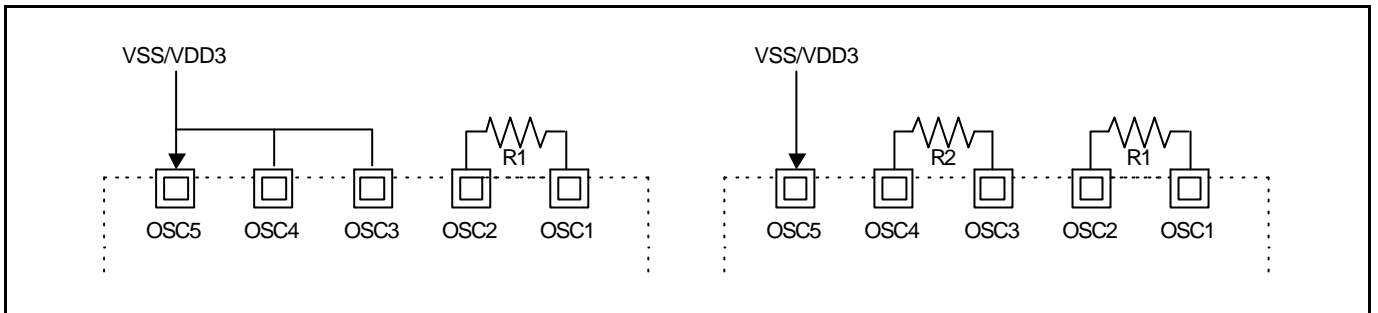 VSS/VDD3
R1
OSC5 OSC4 OSC3 OSC2 OSC1
VSS/VDD3
R2 R1
OSC5 OSC4 OSC3 OSC2 OSC1